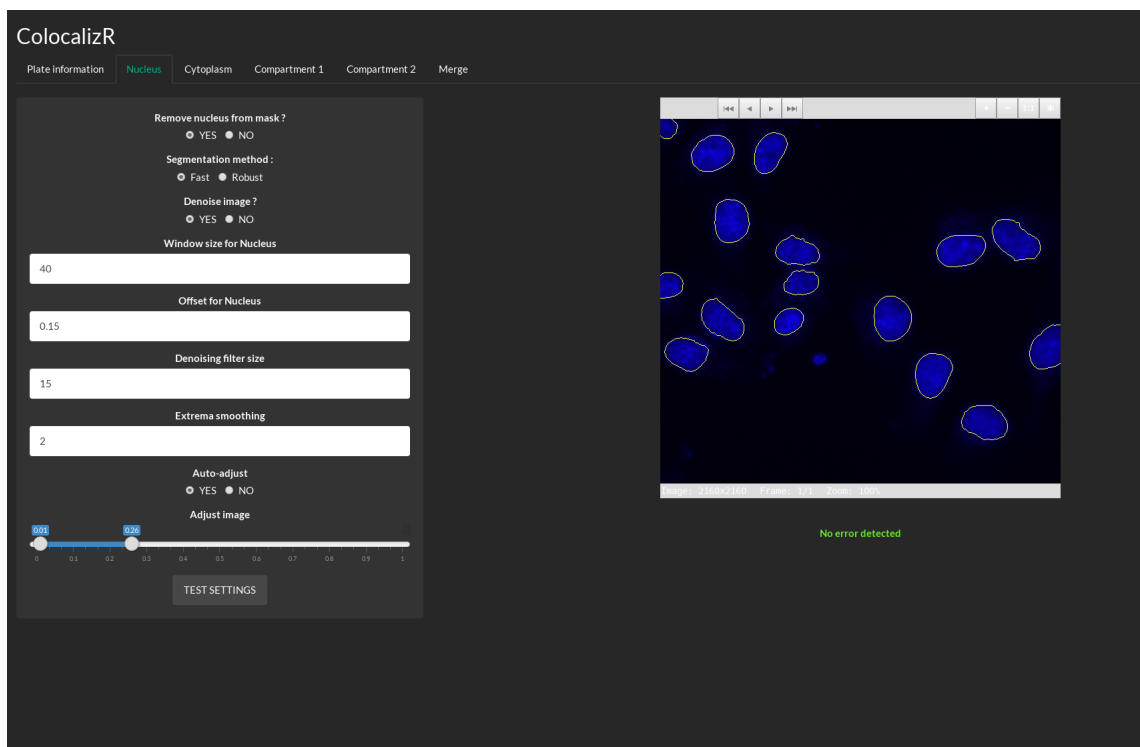 ColocalizR
Plate information Nucleus Cytoplasm Compartment 1 Compartment 2 Merge
Remove nucleus from mask ?
YES NO
Segmentation method :
Fast Robust
Denoise image ?
YES NO
Window size for Nucleus
40
Offset for Nucleus
0.15
Denoising filter size
15
Extrema smoothing
2
Auto-adjust
YES NO
Adjust image
0.01 0.26
0 0.1 0.2 0.3 0.4 0.5 0.6 0.7 0.8 0.9 1
TEST SETTINGS
+ - 1:1
Image: 2160x2160 Frame: 1/1 Zoom: 100%
No error detected